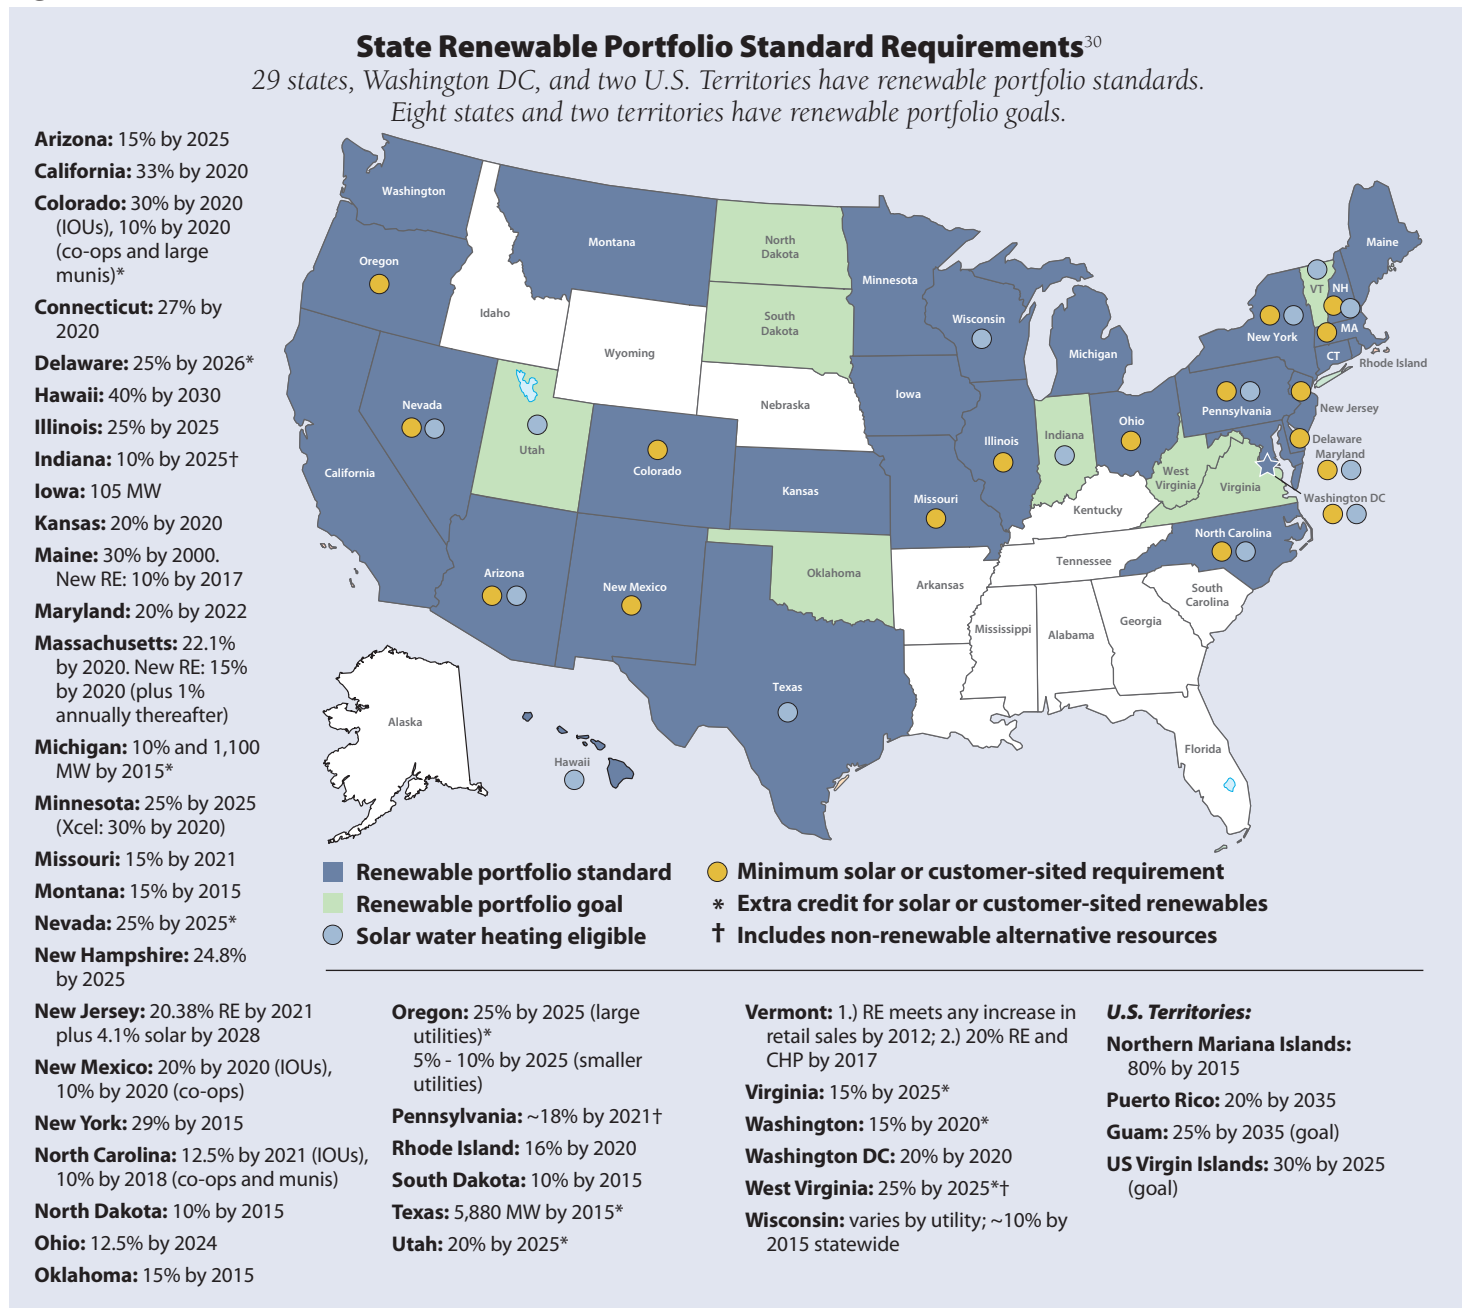 State Renewable Portfolio Standard Requirements30
29 states, Washington DC, and two U.S. Territories have renewable portfolio standards.
Eight states and two territories have renewable portfolio goals.
Arizona: 15% by 2025
California: 33% by 2020
Colorado: 30% by 2020
(IOUs), 10% by 2020
(co-ops and large
munis)*
Connecticut: 27% by
2020
Delaware: 25% by 2026*
Hawaii: 40% by 2030
Illinois: 25% by 2025
Indiana: 10% by 2025†
Iowa: 105 MW
Kansas: 20% by 2020
Maine: 30% by 2000.
New RE: 10% by 2017
Maryland: 20% by 2022
Massachusetts: 22.1%
by 2020. New RE: 15%
by 2020 (plus 1%
annually thereafter)
Michigan: 10% and 1,100
MW by 2015*
Minnesota: 25% by 2025
(Xcel: 30% by 2020)
Missouri: 15% by 2021
Montana: 15% by 2015
Nevada: 25% by 2025*
New Hampshire: 24.8%
by 2025
New Jersey: 20.38% RE by 2021
plus 4.1% solar by 2028
New Mexico: 20% by 2020 (IOUs),
10% by 2020 (co-ops)
New York: 29% by 2015
North Carolina: 12.5% by 2021 (IOUs),
10% by 2018 (co-ops and munis)
North Dakota: 10% by 2015
Ohio: 12.5% by 2024
Oklahoma: 15% by 2015
Washington
Oregon
California
Nevada
Idaho
Montana
Wyoming
Utah
Colorado
Arizona
New Mexico
North
Dakota
South
Dakota
Nebraska
Kansas
Oklahoma
Texas
Minnesota
Iowa
Missouri
Arkansas
Wisconsin
Illinois
Michigan
Indiana
Ohio
Kentucky
Tennessee
Mississippi
Alabama
Georgia
Florida
South
Carolina
North Carolina
Virginia
West
Virginia
Pennsylvania
New York
VT
NH
Maine
MA
CT
Rhode Island
New Jersey
Delaware
Maryland
Washington DC
Alaska
Hawaii
Renewable portfolio standard
Renewable portfolio goal
Solar water heating eligible
Minimum solar or customer-sited requirement
* Extra credit for solar or customer-sited renewables
† Includes non-renewable alternative resources
Oregon: 25% by 2025 (large
utilities)*
5% - 10% by 2025 (smaller
utilities)
Pennsylvania: ~18% by 2021†
Rhode Island: 16% by 2020
South Dakota: 10% by 2015
Texas: 5,880 MW by 2015*
Utah: 20% by 2025*
Vermont: 1.) RE meets any increase in
retail sales by 2012; 2.) 20% RE and
CHP by 2017
Virginia: 15% by 2025*
Washington: 15% by 2020*
Washington DC: 20% by 2020
West Virginia: 25% by 2025*†
Wisconsin: varies by utility; ~10% by
2015 statewide
U.S. Territories:
Northern Mariana Islands:
80% by 2015
Puerto Rico: 20% by 2035
Guam: 25% by 2035 (goal)
US Virgin Islands: 30% by 2025
(goal)